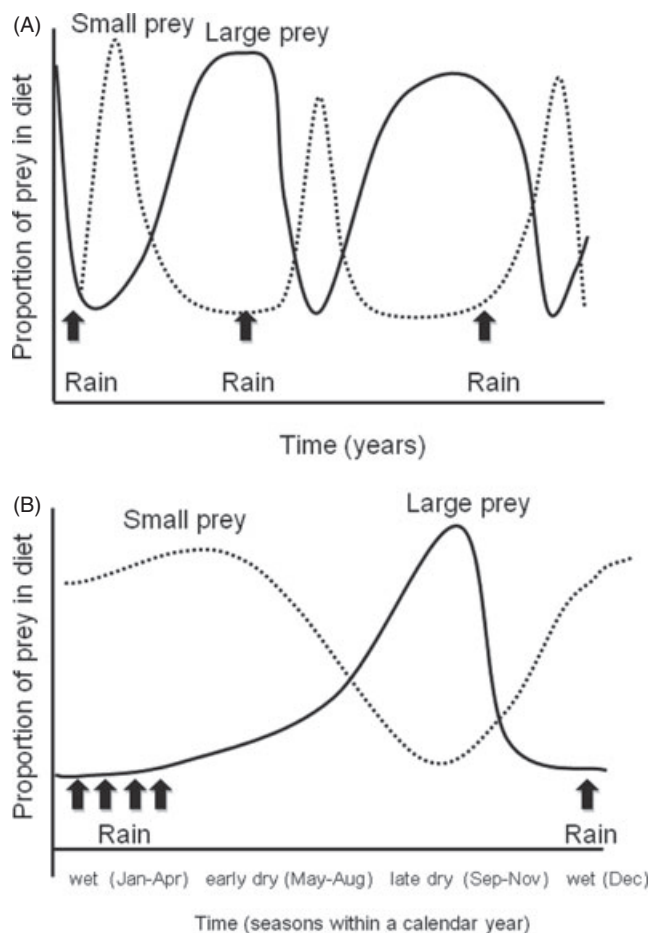 (A)
Small prey Large prey
Proportion of prey in diet
Rain Rain Rain
Time (years)
(B)
Small prey Large prey
Proportion of prey in diet
Rain Rain
wet (Jan-Apr) early dry (May-Aug) late dry (Sep-Nov) wet (Dec)
Time (seasons within a calendar year)